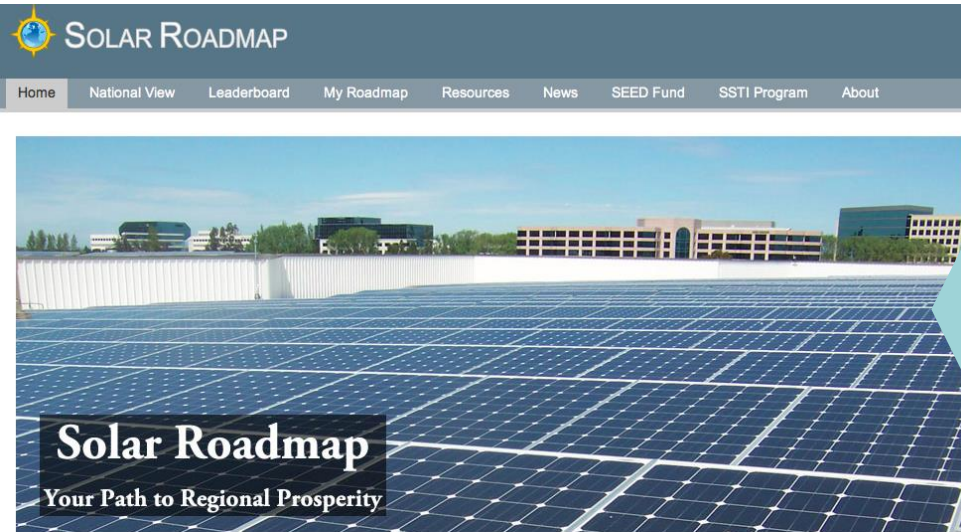 SOLAR ROADMAP
Home National View Leaderboard My Roadmap Resources News SEED Fund SSTI Program About
Solar Roadmap
Your Path to Regional Prosperity